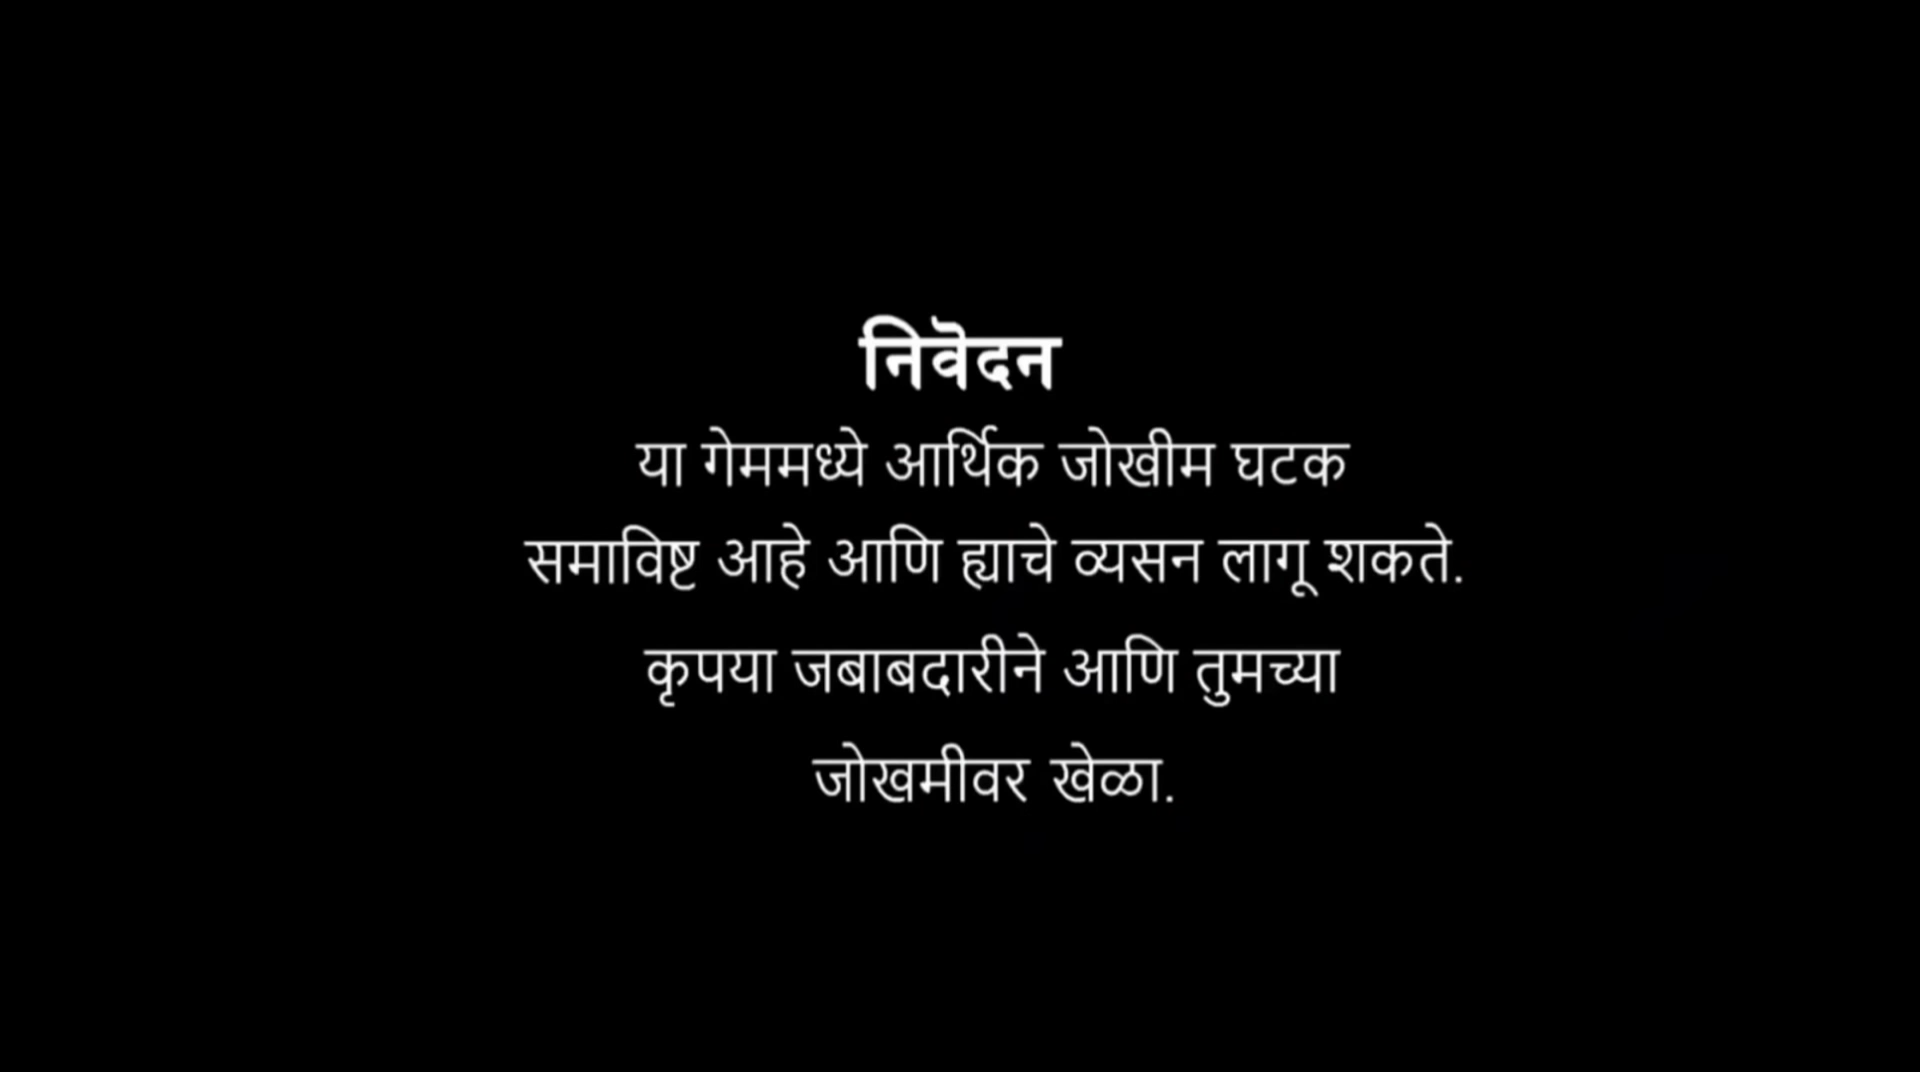 निवॆदन
या गेममध्ये आर्थिक जोखीम घटक
समाविष्ट आहे आणि ह्याचे व्यसन लागू शकते.
कृपया जबाबदारीने आणि तुमच्या
जोखमीवर खेळा.